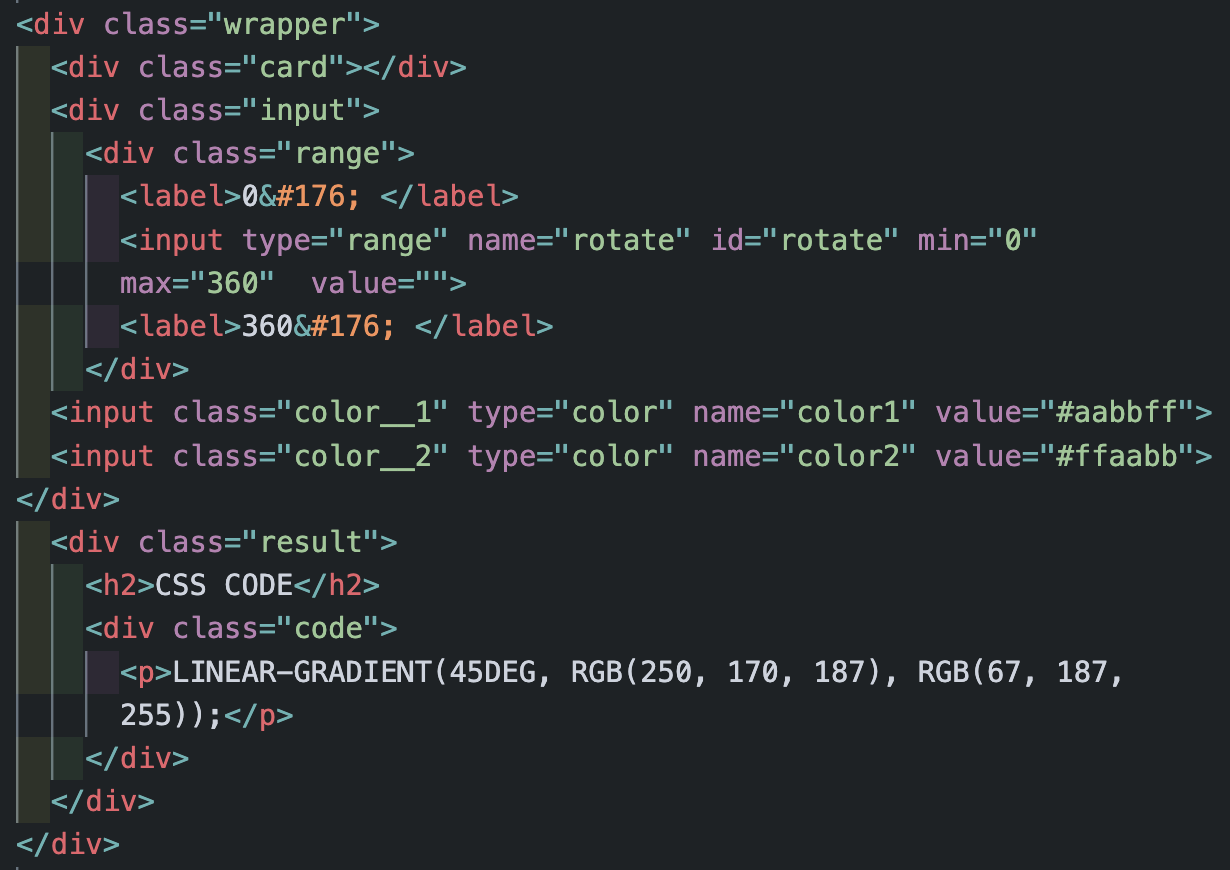 <div class="wrapper">
<div class="card"></div>
<div class="input">
<div class="range">
<label>0&#176; </label>
<input type="range" name="rotate" id="rotate" min="0"
max="360"  value="">
<label>360&#176; </label>
</div>
<input class="color__1" type="color" name="color1" value="#aabbff">
<input class="color__2" type="color" name="color2" value="#ffaabb">
</div>
<div class="result">
<h2>CSS CODE</h2>
<div class="code">
<p>LINEAR-GRADIENT(45DEG, RGB(250, 170, 187), RGB(67, 187,
255));</p>
</div>
</div>
</div>